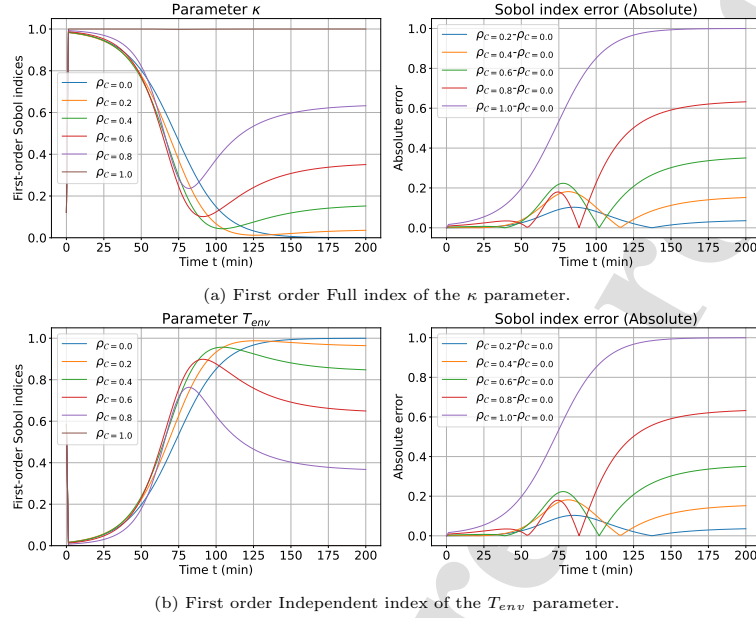 Parameter κ
Sobol index error (Absolute)
First-order Sobol indices
1.0
0.8
0.6
0.4
0.2
0.0
ρC=0.0
ρC=0.2
ρC=0.4
ρC=0.6
ρC=0.8
ρC=1.0
0 25 50 75 100 125 150 175 200
Time t (min)
Absolute error
1.0
0.8
0.6
0.4
0.2
0.0
ρC=0.2-ρC=0.0
ρC=0.4-ρC=0.0
ρC=0.6-ρC=0.0
ρC=0.8-ρC=0.0
ρC=1.0-ρC=0.0
0 25 50 75 100 125 150 175 200
Time t (min)
(a) First order Full index of the κ parameter.
Parameter Tenv
Sobol index error (Absolute)
First-order Sobol indices
1.0
0.8
0.6
0.4
0.2
0.0
ρC=0.0
ρC=0.2
ρC=0.4
ρC=0.6
ρC=0.8
ρC=1.0
0 25 50 75 100 125 150 175 200
Time t (min)
Absolute error
1.0
0.8
0.6
0.4
0.2
0.0
ρC=0.2-ρC=0.0
ρC=0.4-ρC=0.0
ρC=0.6-ρC=0.0
ρC=0.8-ρC=0.0
ρC=1.0-ρC=0.0
0 25 50 75 100 125 150 175 200
Time t (min)
(b) First order Independent index of the Tenv parameter.